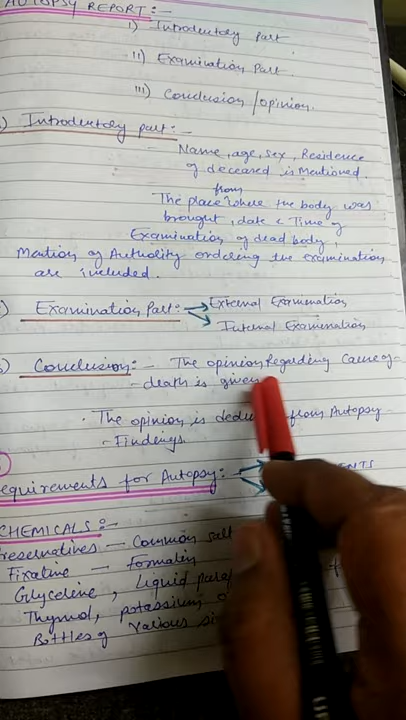 AUTOPSY REPORT:-
i) Introductory Part
ii) Examination Part.
iii) Conclusion /opinion.
) Introductory part:-
Name, age, sex, Residence
of deceased is Mentioned.
from
The place where the body was
brought, date & Time of
Examination of dead body,
Mention of Authority ordering the examination
are included.
) Examination Part:- External Examination
Internal Examination
) Conclusion:- The opinion Regarding Cause of
- death is given
. The opinion is from Autopsy
- Findings.
equirements for Autopsy:-
CHEMICALS:-
reservatives - Common salt
Fixative - Formalin
Glycerine, Liquid
Thymol, potassium
Bottles of various